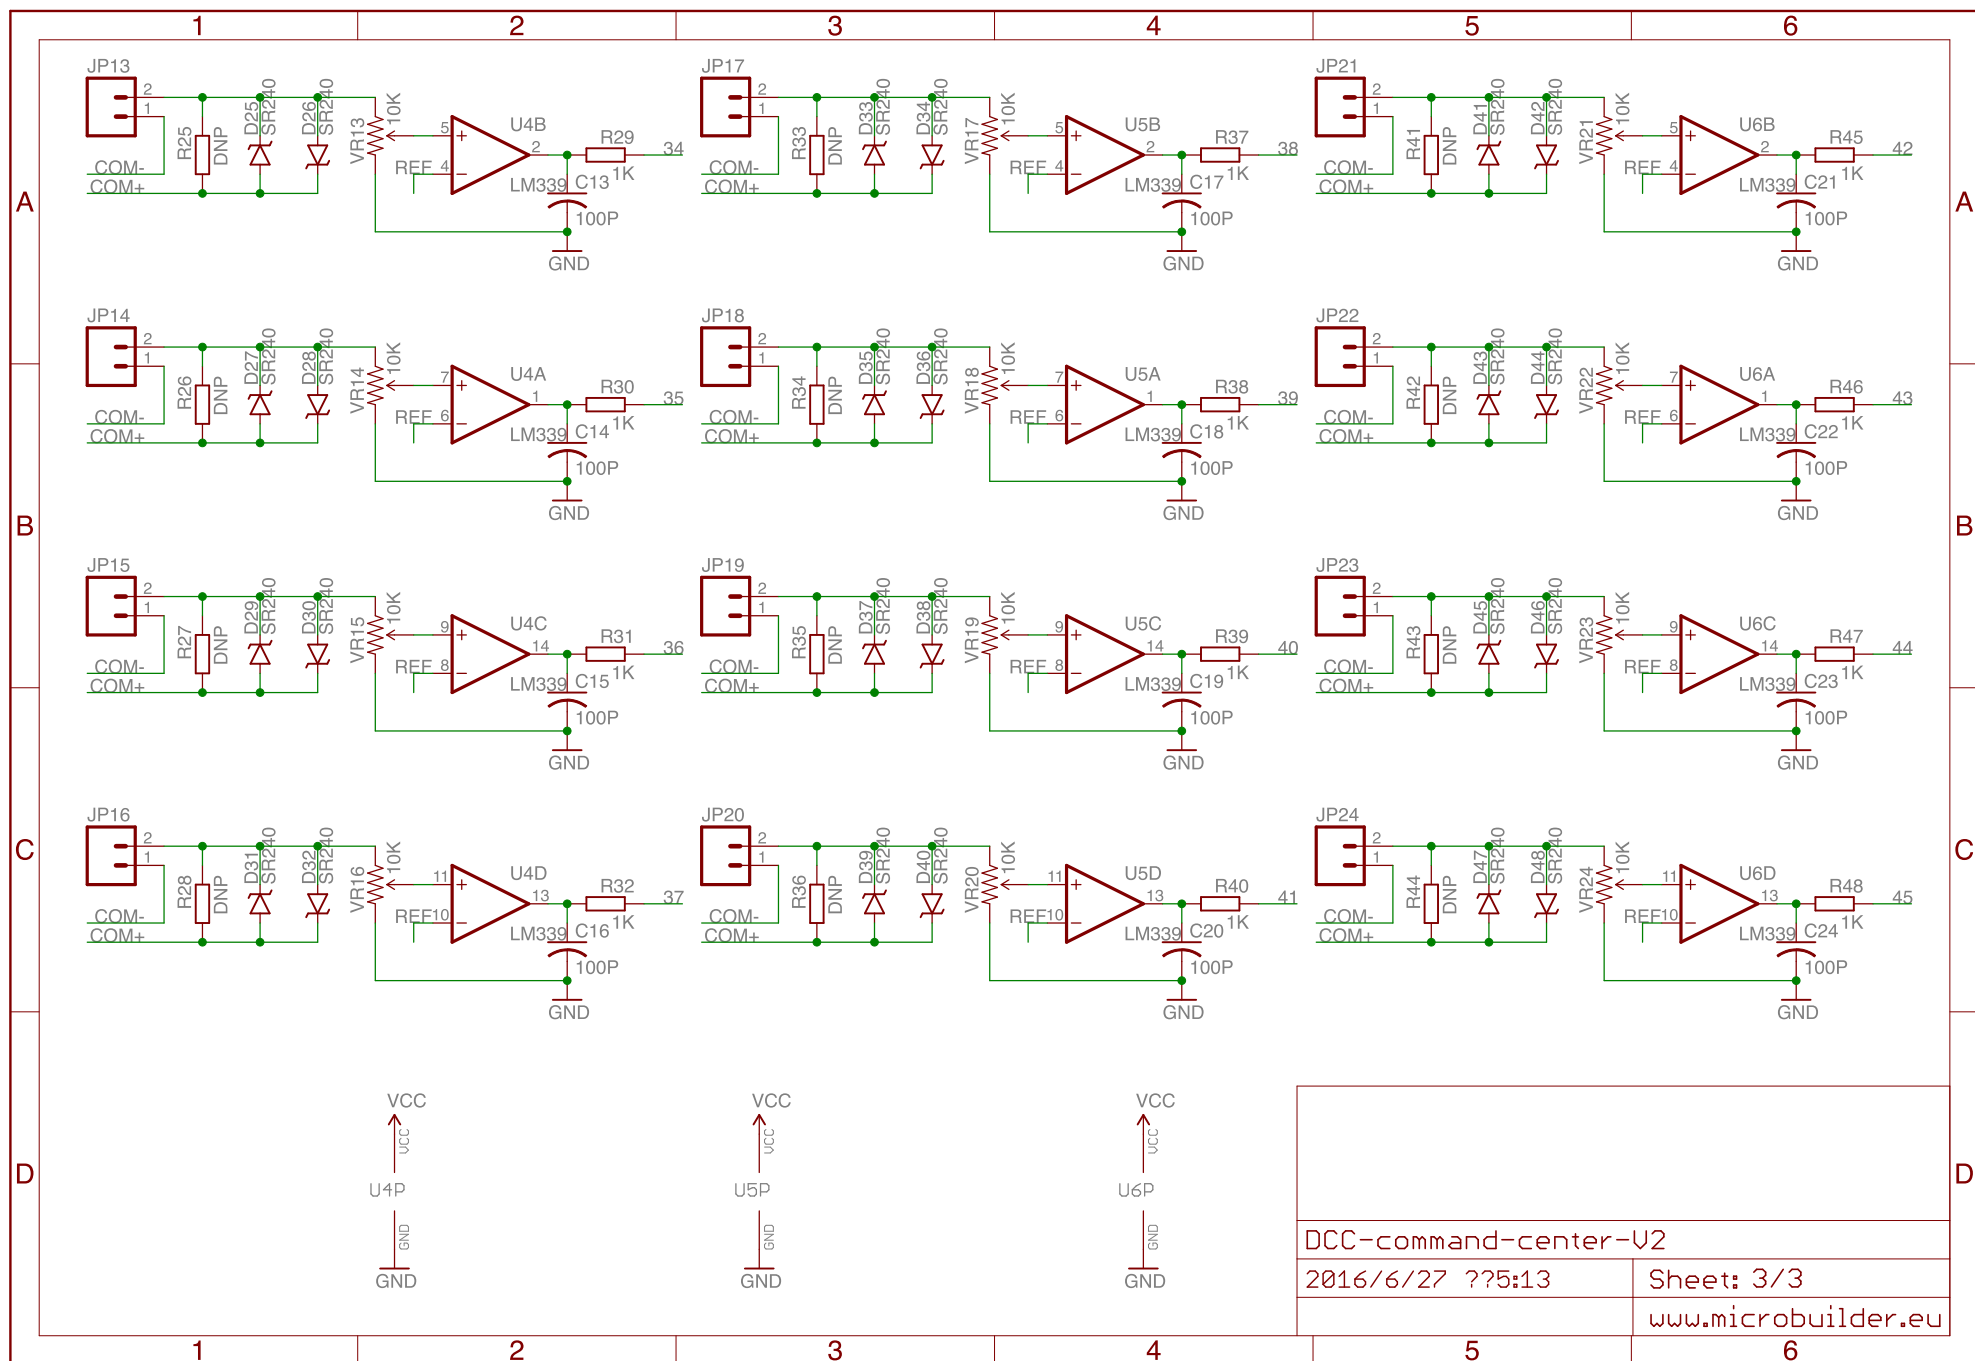 1 2 3 4 5 6
A A
B B
C C
D D
JP13
2
1
COM-
COM+
R25
DNP
D25
SR240
D26
SR240
VR13
10K
REF
5
4
U4B
2
LM339
C13
100P
R29
1K
34
GND
JP17
2
1
COM-
COM+
R33
DNP
D33
SR240
D34
SR240
VR17
10K
REF
5
4
U5B
2
LM339
C17
100P
R37
1K
38
GND
JP21
2
1
COM-
COM+
R41
DNP
D41
SR240
D42
SR240
VR21
10K
REF
5
4
U6B
2
LM339
C21
100P
R45
1K
42
GND
JP14
2
1
COM-
COM+
R26
DNP
D27
SR240
D28
SR240
VR14
10K
REF
7
6
U4A
1
LM339
C14
100P
R30
1K
35
GND
JP18
2
1
COM-
COM+
R34
DNP
D35
SR240
D36
SR240
VR18
10K
REF
7
6
U5A
1
LM339
C18
100P
R38
1K
39
GND
JP22
2
1
COM-
COM+
R42
DNP
D43
SR240
D44
SR240
VR22
10K
REF
7
6
U6A
1
LM339
C22
100P
R46
1K
43
GND
JP15
2
1
COM-
COM+
R27
DNP
D29
SR240
D30
SR240
VR15
10K
REF
9
8
U4C
14
LM339
C15
100P
R31
1K
36
GND
JP19
2
1
COM-
COM+
R35
DNP
D37
SR240
D38
SR240
VR19
10K
REF
9
8
U5C
14
LM339
C19
100P
R39
1K
40
GND
JP23
2
1
COM-
COM+
R43
DNP
D45
SR240
D46
SR240
VR23
10K
REF
9
8
U6C
14
LM339
C23
100P
R47
1K
44
GND
JP16
2
1
COM-
COM+
R28
DNP
D31
SR240
D32
SR240
VR16
10K
REF
11
10
U4D
13
LM339
C16
100P
R32
1K
37
GND
JP20
2
1
COM-
COM+
R36
DNP
D39
SR240
D40
SR240
VR20
10K
REF
11
10
U5D
13
LM339
C20
100P
R40
1K
41
GND
JP24
2
1
COM-
COM+
R44
DNP
D47
SR240
D48
SR240
VR24
10K
REF
11
10
U6D
13
LM339
C24
100P
R48
1K
45
GND
VCC
VCC
U4P
GND
GND
VCC
VCC
U5P
GND
GND
VCC
VCC
U6P
GND
GND
DCC-command-center-V2
2016/6/27 ??5:13
Sheet: 3/3
www.microbuilder.eu
1 2 3 4 5 6